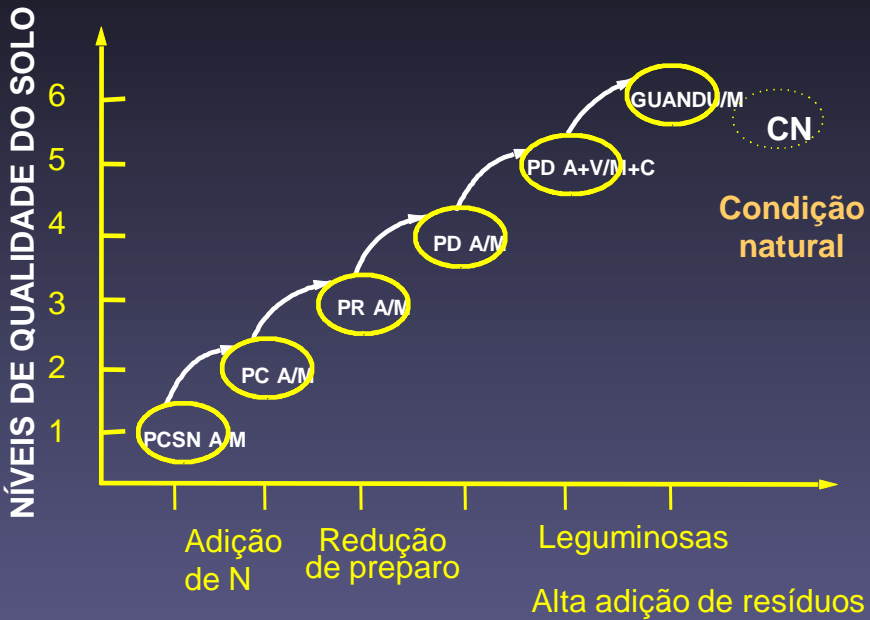 NÍVEIS DE QUALIDADE DO SOLO
6
5
4
3
2
1
GUANDU/M
CN
PD A+V/M+C
Condição
natural
PD A/M
PR A/M
PC A/M
PCSN A/M
Adição
de N
Redução
de preparo
Leguminosas
Alta adição de resíduos